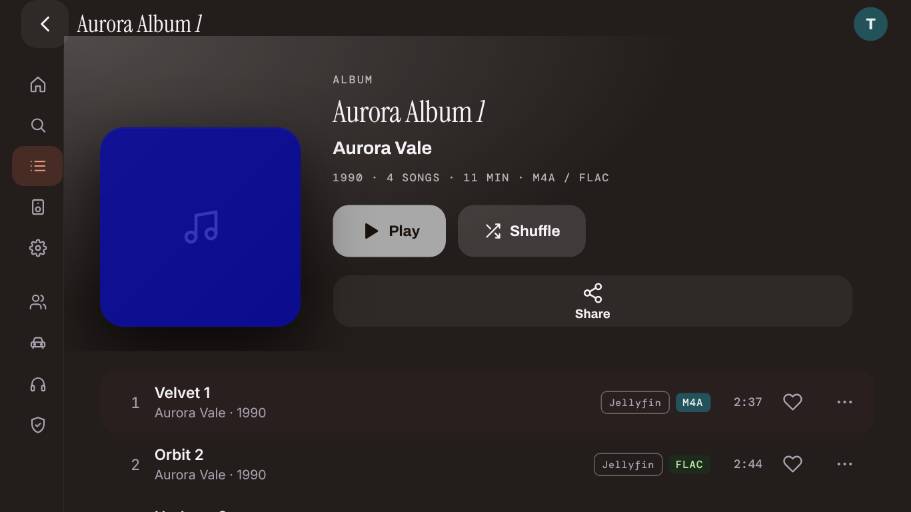 Aurora Album 1
T
ALBUM
Aurora Album 1
Aurora Vale
1990 · 4 SONGS · 11 MIN · M4A / FLAC
Play
Shuffle
Share
1
Velvet 1
Aurora Vale · 1990
Jellyfin
M4A
2:37
2
Orbit 2
Aurora Vale · 1990
Jellyfin
FLAC
2:44